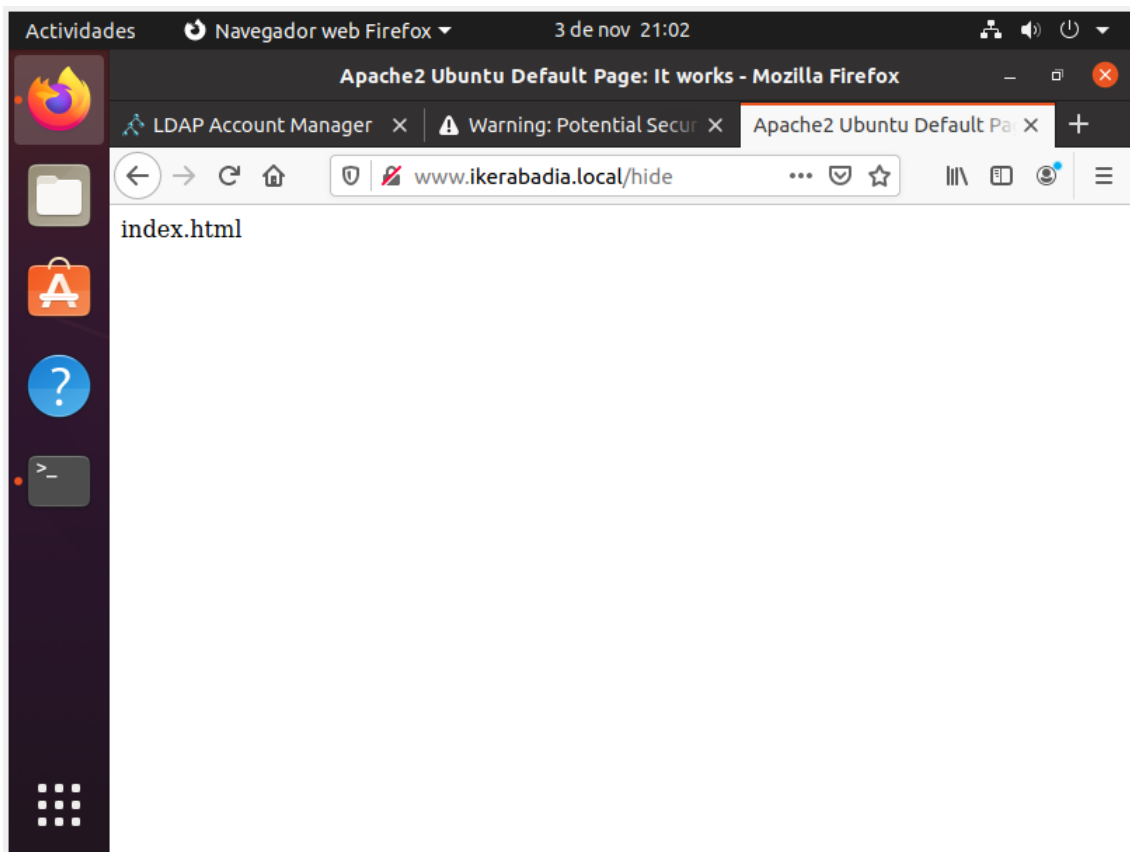 Actividades Navegador web Firefox 3 de nov 21:02
Apache2 Ubuntu Default Page: It works - Mozilla Firefox
LDAP Account Manager Warning: Potential Secur Apache2 Ubuntu Default Pa
www.ikerabadia.local/hide
index.html